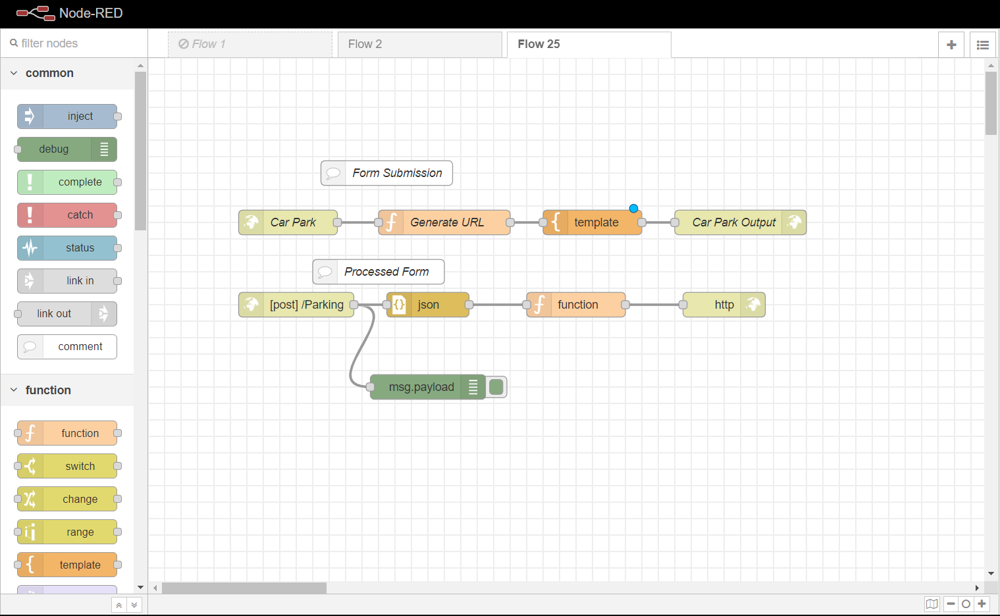 Node-RED
filter nodes
Flow 1
Flow 2
Flow 25
common
inject
debug
complete
catch
status
link in
link out
comment
function
function
switch
change
range
template
Form Submission
Car Park
Generate URL
template
Car Park Output
Processed Form
[post] /Parking
json
function
http
msg.payload